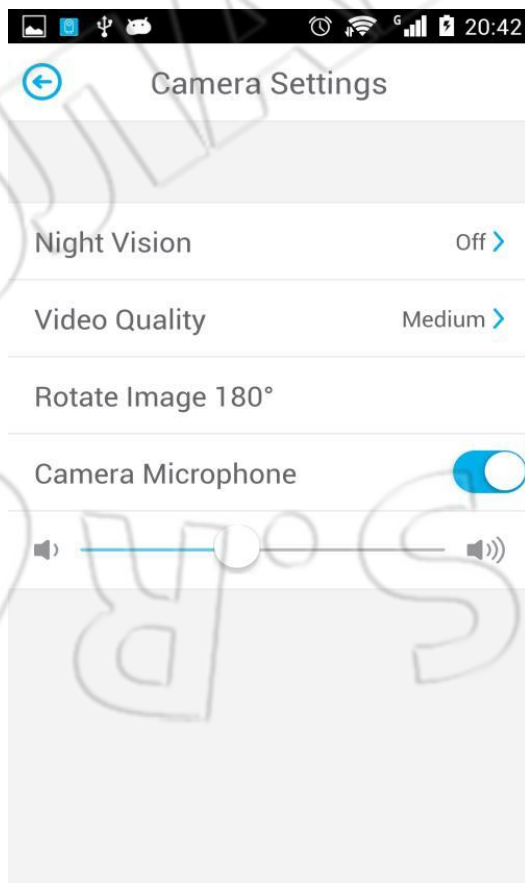 G 20:42
Camera Settings
Night Vision Off
Video Quality Medium
Rotate Image 180°
Camera Microphone